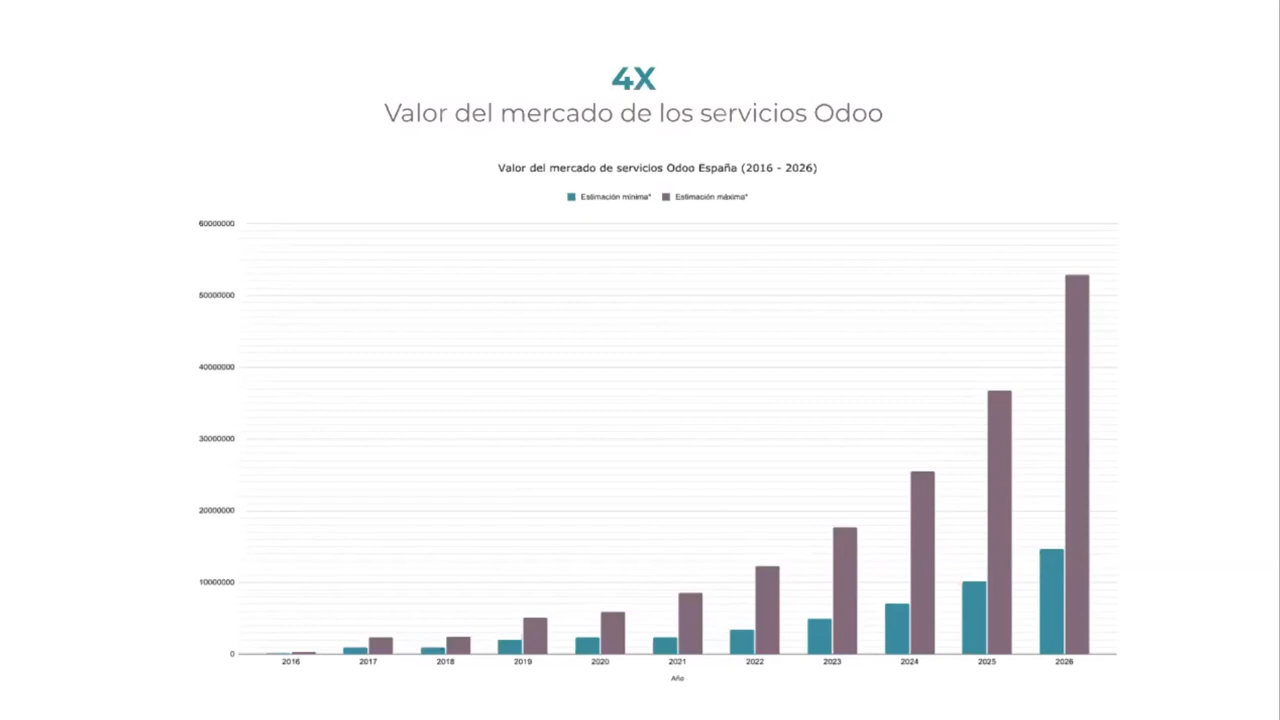 4X
Valor del mercado de los servicios Odoo
Valor del mercado de servicios Odoo España (2016 - 2026)
Estimación mínima* Estimación máxima*
60000000
50000000
40000000
30000000
20000000
10000000
0
2016 2017 2018 2019 2020 2021 2022 2023 2024 2025 2026
Año